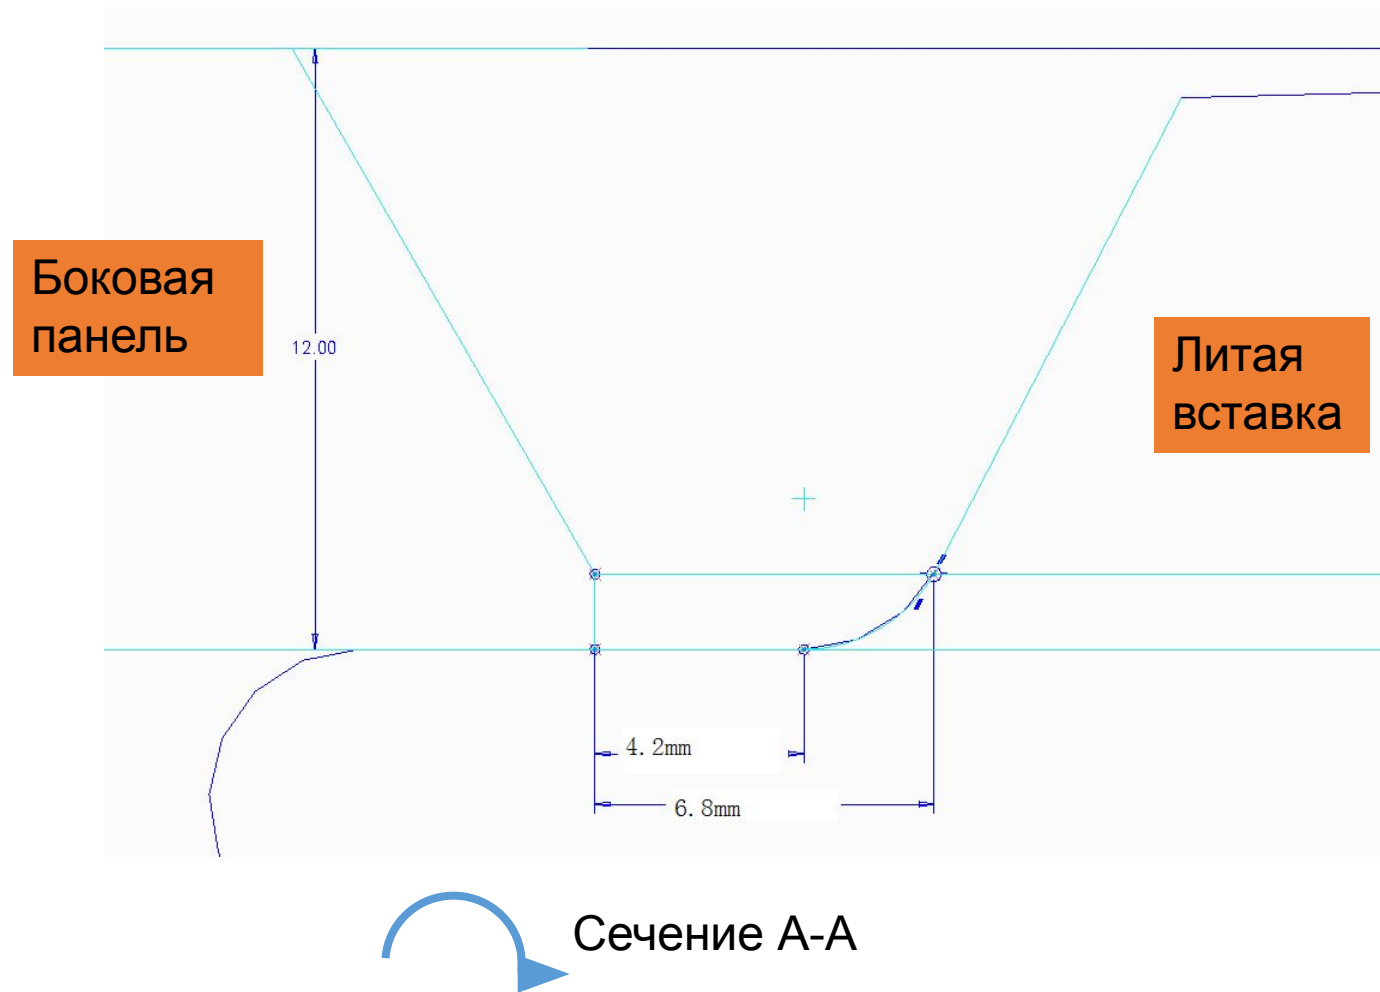 Боковая
панель
12.00
Литая
вставка
4.2mm
6.8mm
Сечение А-А